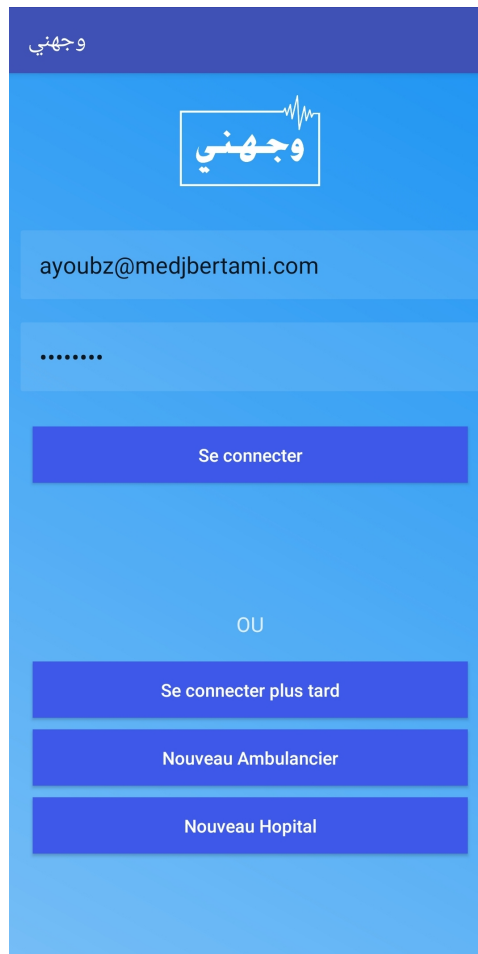 وجهني
وجهني
ayoubz@medjbertami.com
••••••••
Se connecter
OU
Se connecter plus tard
Nouveau Ambulancier
Nouveau Hopital